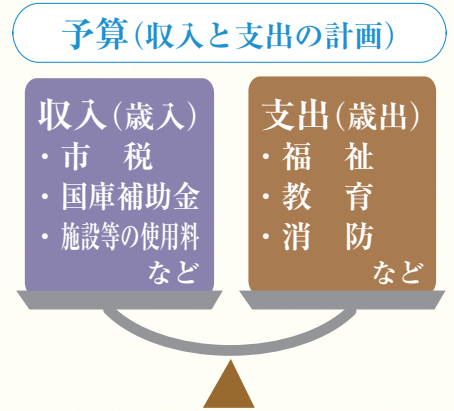 予算(収入と支出の計画)
収入(歳入)
・市　税
・国庫補助金
・施設等の使用料
など
支出(歳出)
・福　祉
・教　育
・消　防
など